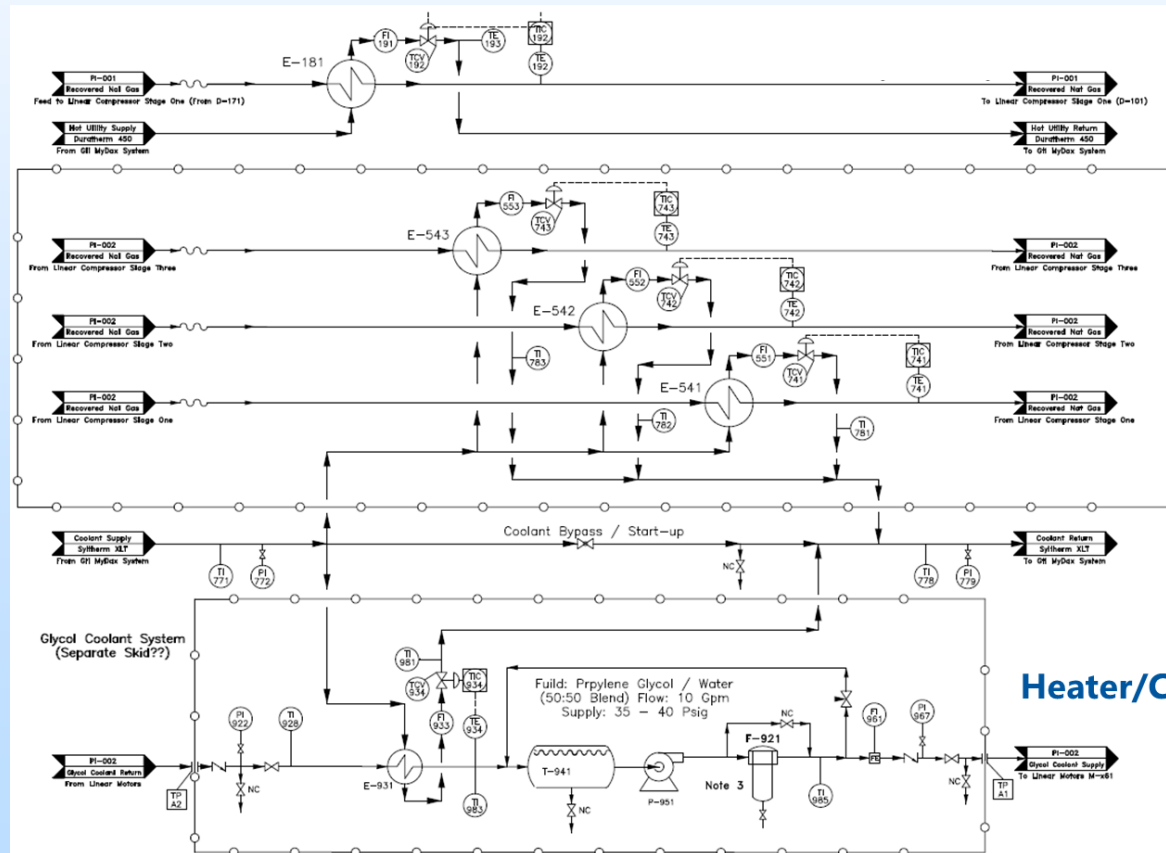 FI
191
TCV
192
TE
193
TIC
192
TE
192
E-181
PI-001
Recovered Nat Gas
Feed to Linear Compressor Stage One (From D-171)
PI-001
Recovered Nat Gas
To Linear Compressor Stage One (D-101)
Hot Utility Supply
Duratherm 450
From GTI MyDax System
Hot Utility Return
Duratherm 450
To GTI MyDax System
FI
553
TCV
743
TIC
743
TE
743
E-543
PI-002
Recovered Nat Gas
From Linear Compressor Stage Three
PI-002
Recovered Nat Gas
From Linear Compressor Stage Three
FI
552
TCV
742
TIC
742
TE
742
E-542
PI-002
Recovered Nat Gas
From Linear Compressor Stage Two
PI-002
Recovered Nat Gas
From Linear Compressor Stage Two
TI
783
FI
551
TCV
741
TIC
741
TE
741
E-541
PI-002
Recovered Nat Gas
From Linear Compressor Stage One
PI-002
Recovered Nat Gas
From Linear Compressor Stage One
TI
782
TI
781
Coolant Bypass / Start-up
Coolant Supply
Syltherm XLT
From GTI MyDax System
TI
771
PI
772
NC
TI
778
PI
779
Coolant Return
Syltherm XLT
To GTI MyDax System
Glycol Coolant System
(Separate Skid??)
TI
981
TCV
934
TIC
934
FI
933
TE
934
TI
983
Fuild: Prpylene Glycol / Water
(50:50 Blend) Flow: 10 Gpm
Supply: 35 - 40 Psig
Heater/C
PI
922
TI
928
NC
F-921
FI
961
PI
967
FE
PI-002
Glycol Coolant Return
From Linear Motors
TP
A2
NC
E-931
T-941
NC
P-951
Note 3
TI
985
NC
TP
A1
PI-002
Glycol Coolant Supply
To Linear Motors M-x61